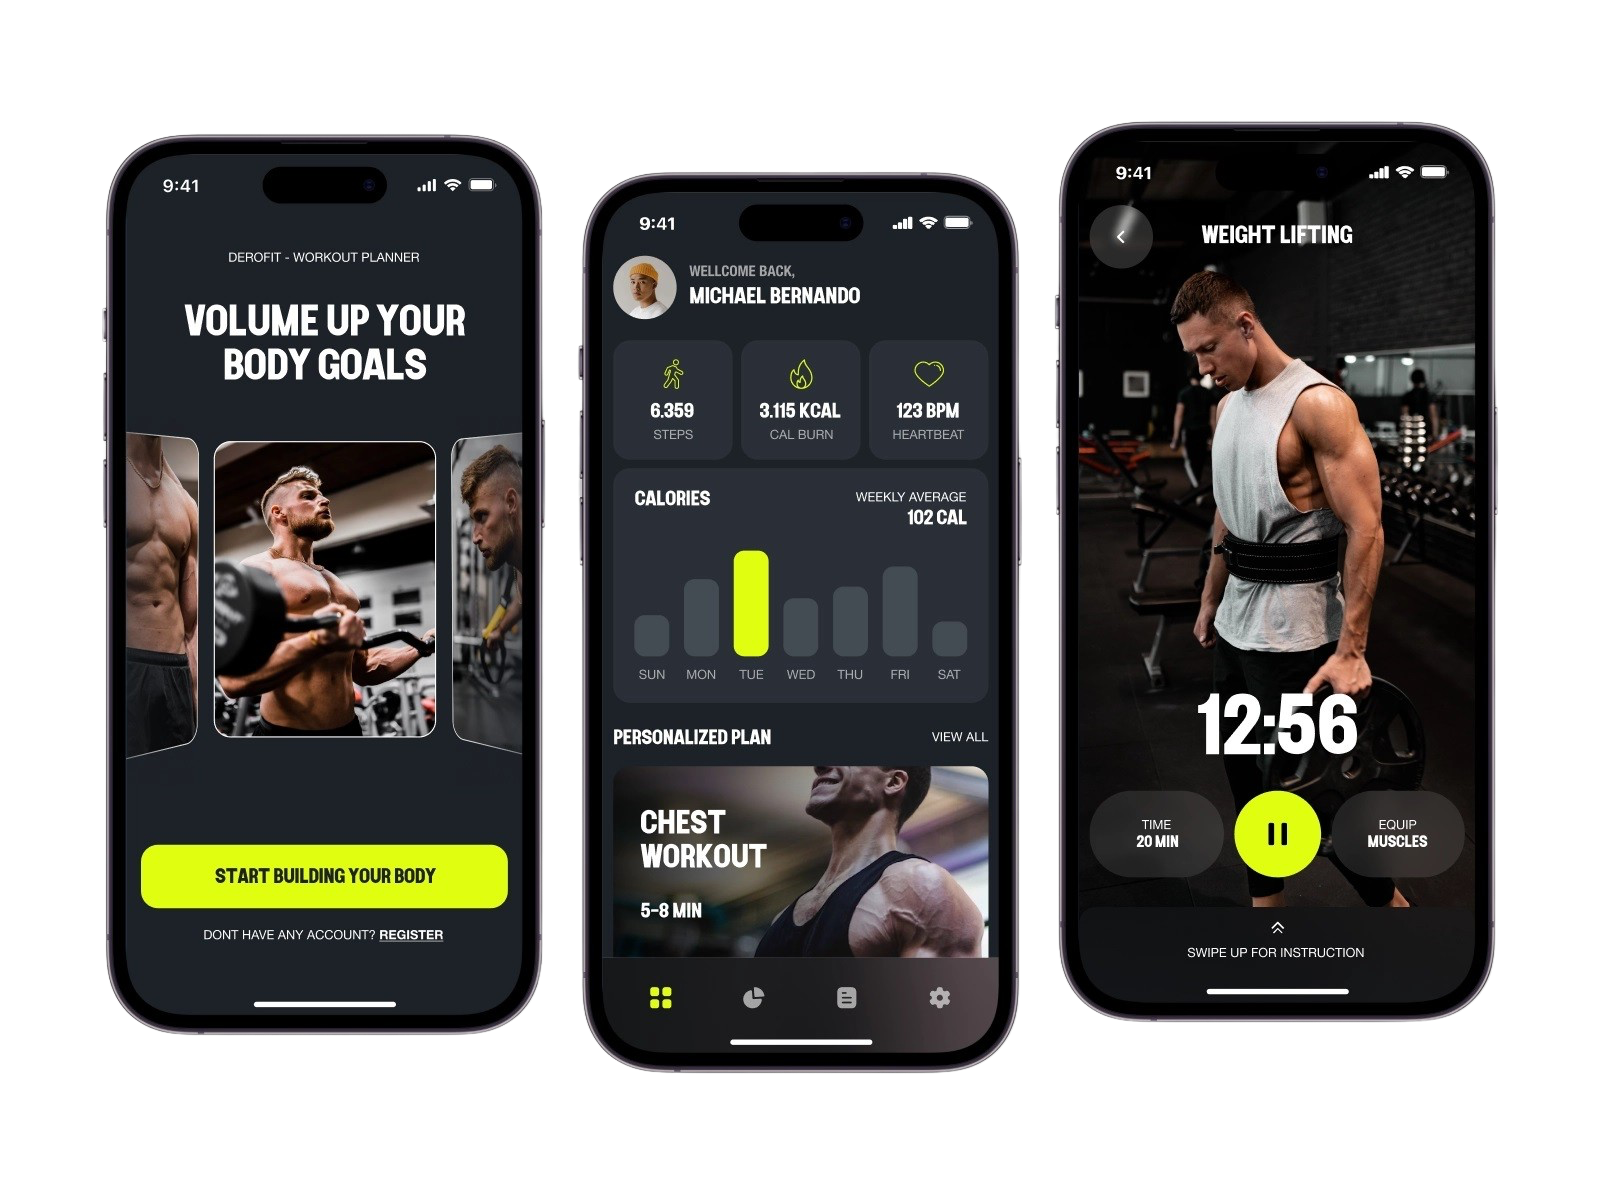 9:41
DEROFIT - WORKOUT PLANNER
VOLUME UP YOUR
BODY GOALS
START BUILDING YOUR BODY
DONT HAVE ANY ACCOUNT? REGISTER
9:41
WELLCOME BACK,
MICHAEL BERNANDO
6.359
STEPS
3.115 KCAL
CAL BURN
123 BPM
HEARTBEAT
CALORIES
WEEKLY AVERAGE
102 CAL
SUN MON TUE WED THU FRI SAT
PERSONALIZED PLAN
VIEW ALL
CHEST
WORKOUT
5-8 MIN
9:41
WEIGHT LIFTING
12:56
TIME
20 MIN
EQUIP
MUSCLES
SWIPE UP FOR INSTRUCTION